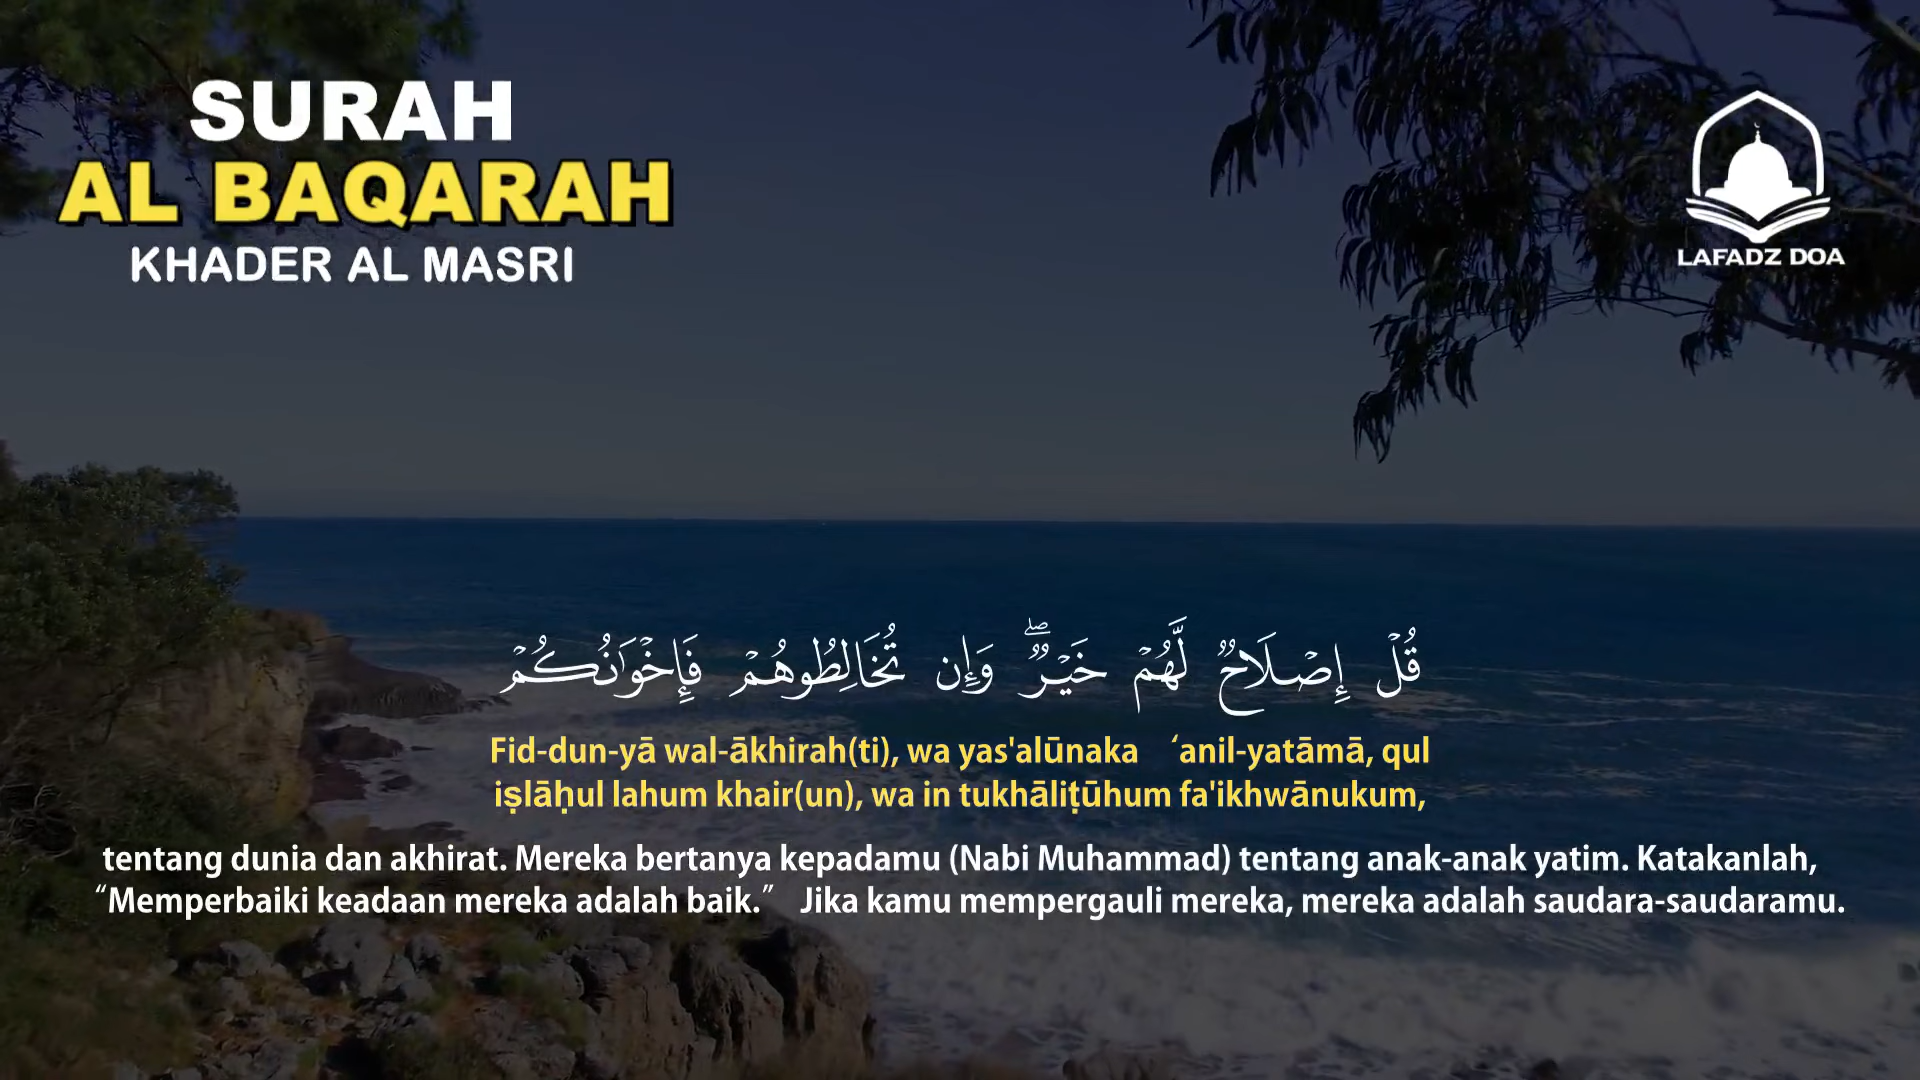 SURAH
AL BAQARAH
KHADER AL MASRI
LAFADZ DOA
قُلْ إِصْلَاحٌ لَّهُمْ خَيْرٌ ۖ وَإِن تُخَالِطُوهُمْ فَإِخْوَانُكُمْ
Fid-dun-yā wal-ākhirah(ti), wa yas'alūnaka ‘anil-yatāmā, qul
iṣlāḥul lahum khair(un), wa in tukhāliṭūhum fa'ikhwānukum,
tentang dunia dan akhirat. Mereka bertanya kepadamu (Nabi Muhammad) tentang anak-anak yatim. Katakanlah,
“Memperbaiki keadaan mereka adalah baik.” Jika kamu mempergauli mereka, mereka adalah saudara-saudaramu.